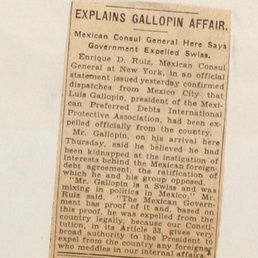 EXPLAINS GALLOPIN AFFAIR.
Mexican Consul General Here Says
Government Expelled Swiss.
Enrique D. Ruiz, Mexican Consul
General at New York, in an official
statement issued yesterday confirmed
dispatches from Mexico City that
Luis Gallopin, president of the Mexi-
can Preferred Debts International
Protective Association, had been ex-
pelled officially from the country.
Mr. Gallopin, on his arrival here
Thursday, said he believed he had
been kidnapped at the instigation of
interests behind the Mexican foreign-
debt agreement, the ratification of
which he and his group opposed.
"Mr. Gallopin is a Swiss and was
mixing in politics in Mexico," Mr.
Ruiz said. "The Mexican Govern-
ment has proof of it and, based on
this proof, he was expelled from the
country legally, because our Consti-
tution, in its Article 33, gives very
broad authority to the President to
expel from the country any foreigner
who meddles in our internal affairs."